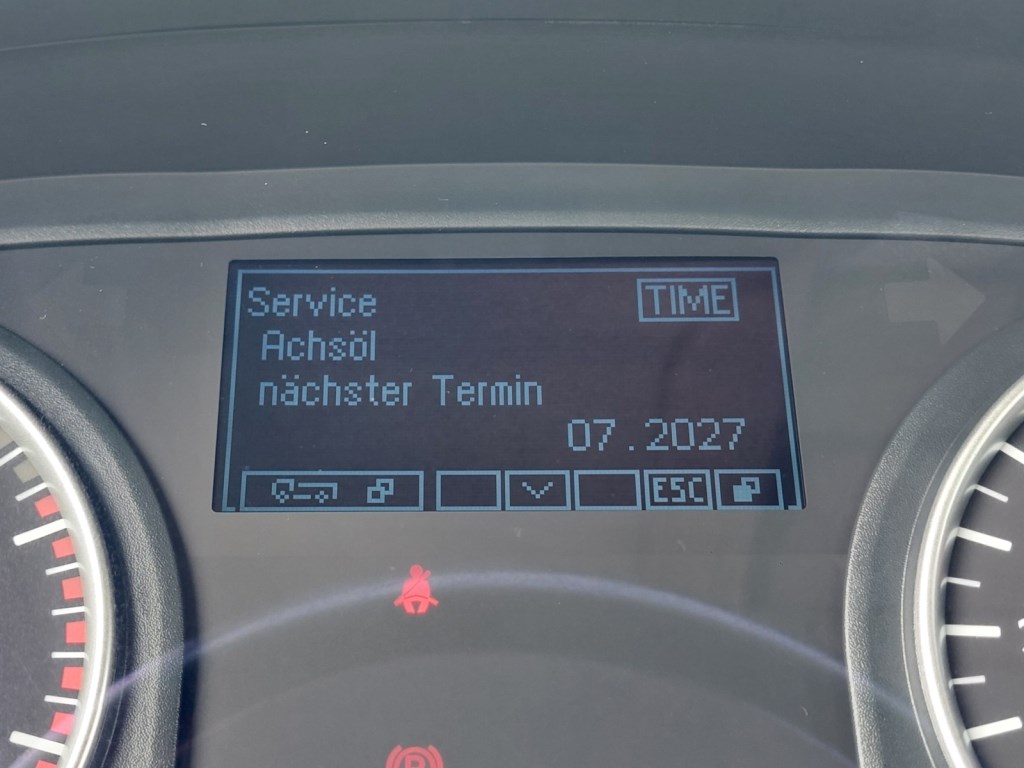 Service TIME
Achsöl
nächster Termin
07.2027
ESC